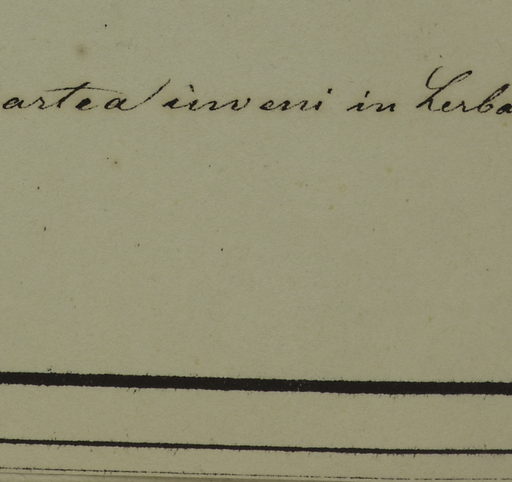 artea inveni in herba